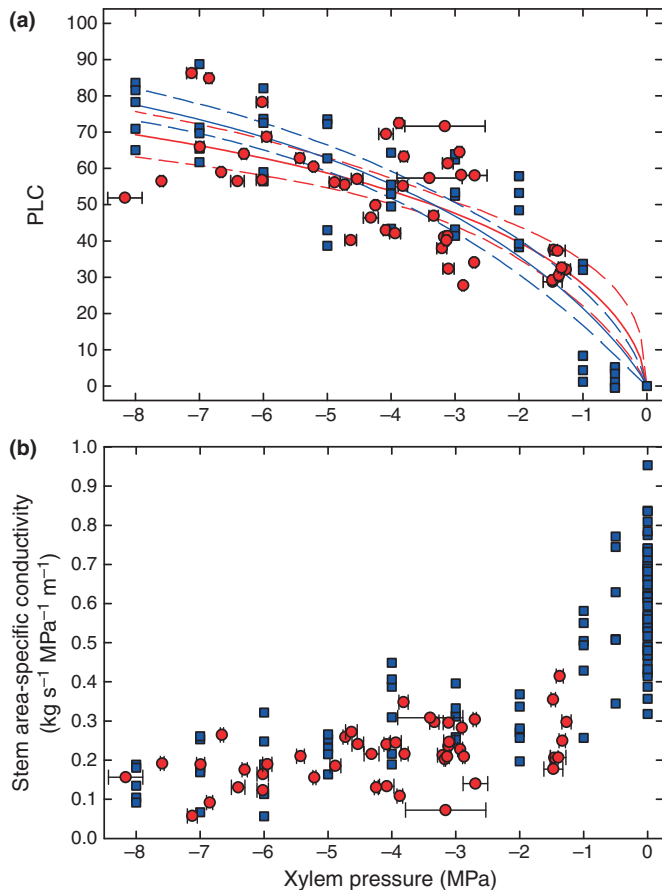 (a)
100
90
80
70
60
50
40
30
20
10
0
PLC
−8 −7 −6 −5 −4 −3 −2 −1 0
(b)
1.0
0.9
0.8
0.7
0.6
0.5
0.4
0.3
0.2
0.1
0.0
Stem area-specific conductivity
(kg s⁻¹ MPa⁻¹ m⁻¹)
−8 −7 −6 −5 −4 −3 −2 −1 0
Xylem pressure (MPa)